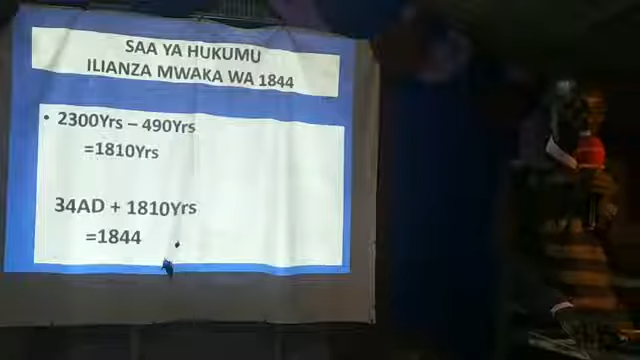 SAA YA HUKUMU
ILIANZA MWAKA WA 1844
• 2300Yrs – 490Yrs
=1810Yrs
34AD + 1810Yrs
=1844